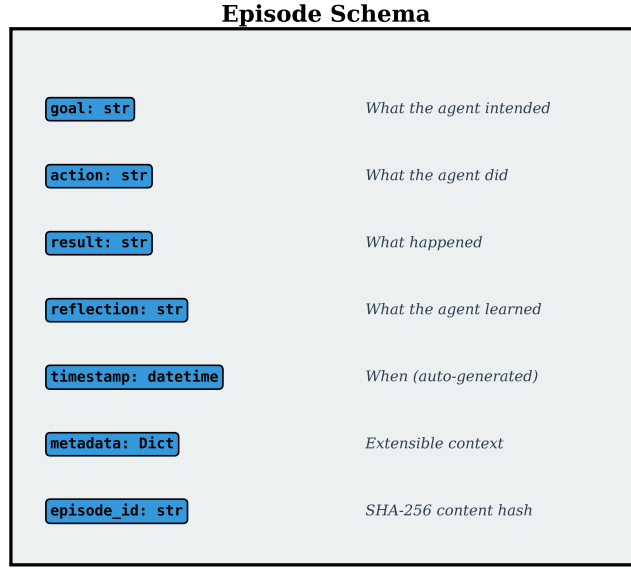 Episode Schema
goal: str What the agent intended
action: str What the agent did
result: str What happened
reflection: str What the agent learned
timestamp: datetime When (auto-generated)
metadata: Dict Extensible context
episode_id: str SHA-256 content hash